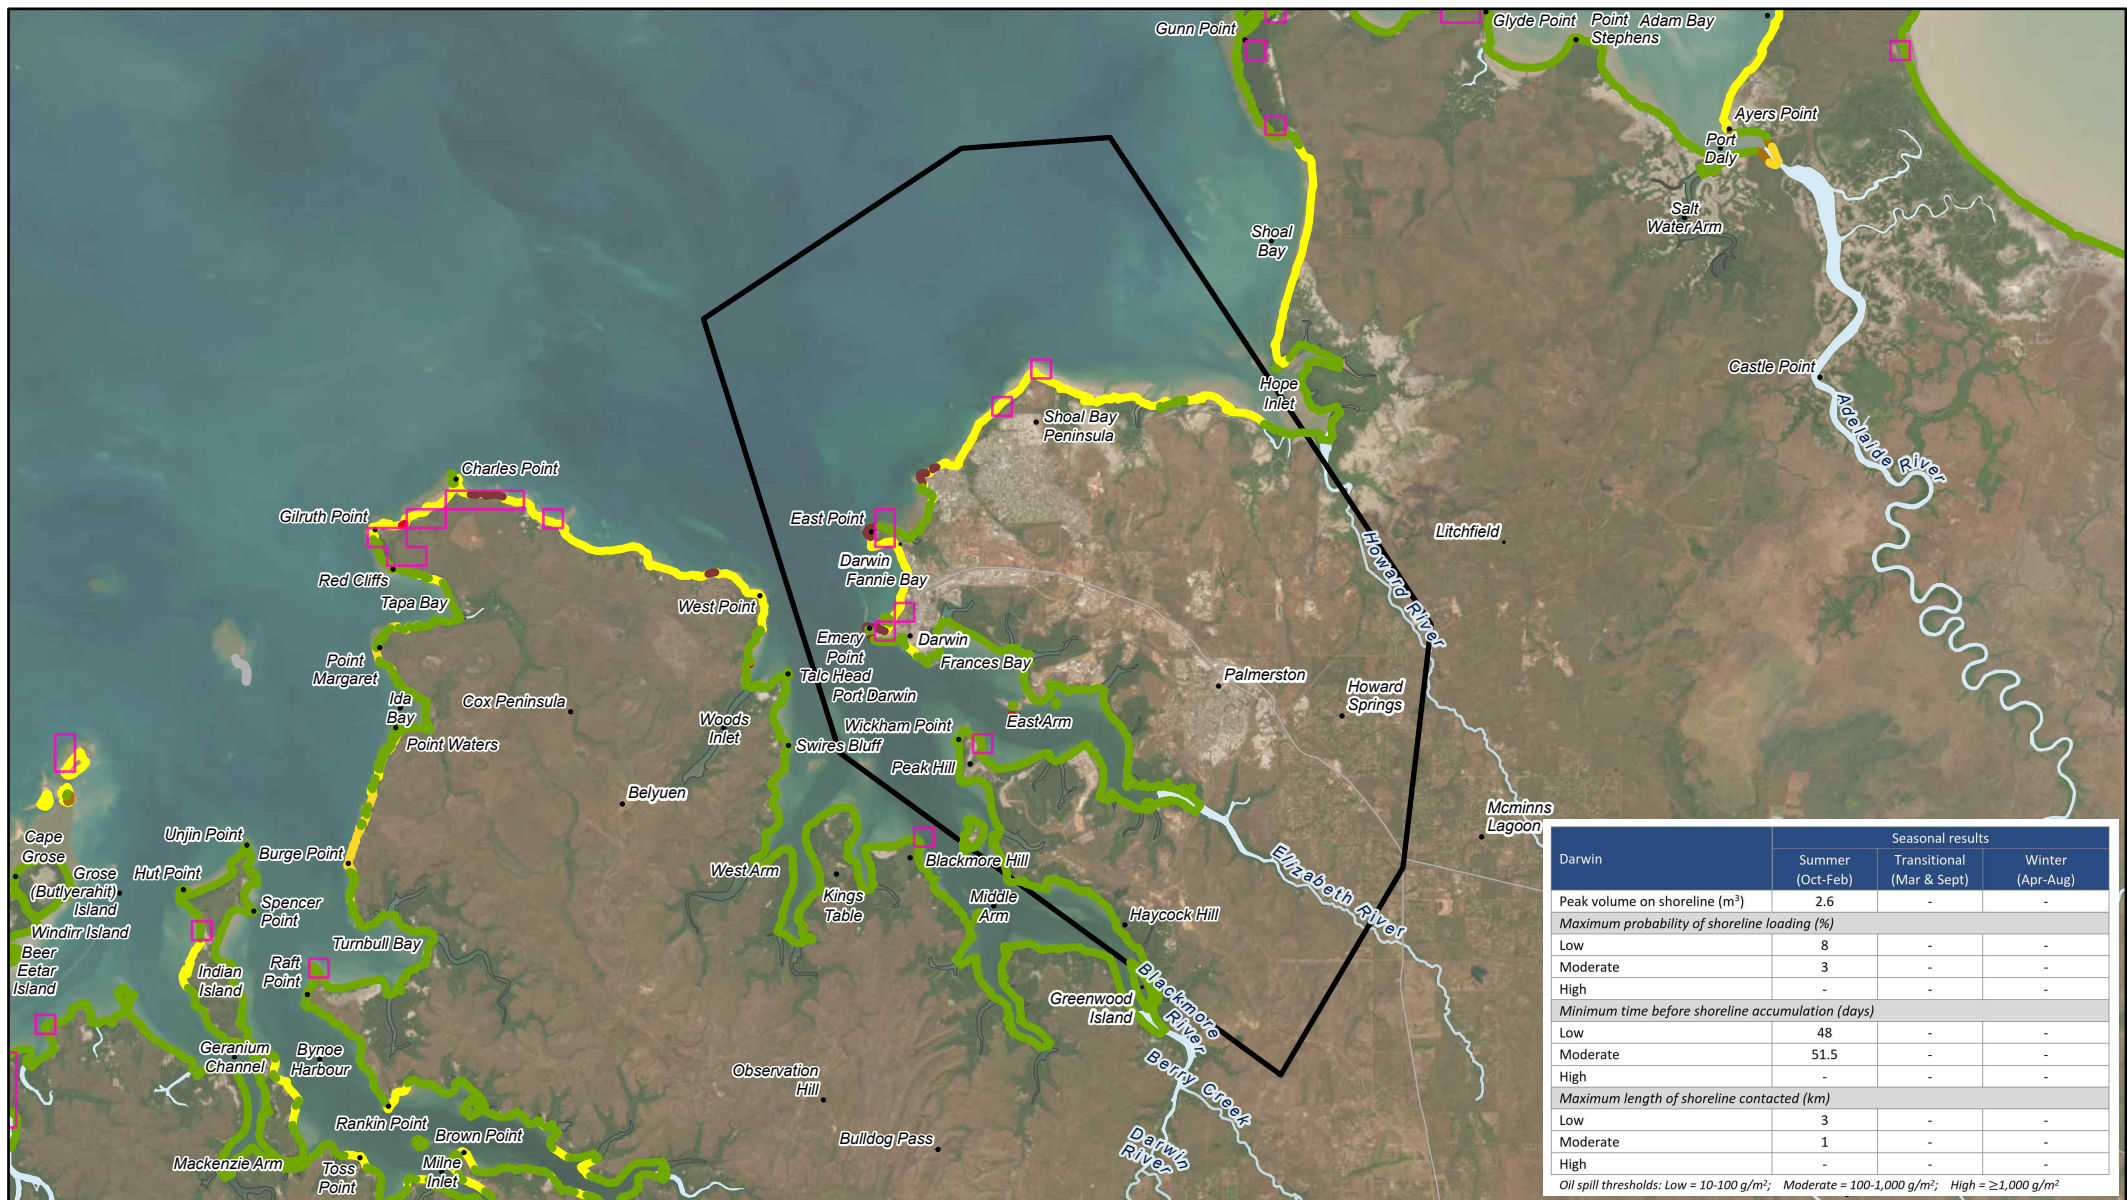 Gunn Point
Glyde Point
Point
Stephens
Adam Bay
Ayers Point
Port
Daly
Salt
Water Arm
Shoal
Bay
Castle Point
Adelaide River
Hope
Inlet
Shoal Bay
Peninsula
Charles Point
Gilruth Point
East Point
Litchfield
Howard River
Darwin
Fannie Bay
Red Cliffs
Tapa Bay
West Point
Emery
Point
Darwin
Frances Bay
Point
Margaret
Talc Head
Port Darwin
Palmerston
Howard
Springs
Ida
Bay
Cox Peninsula
Woods
Inlet
Wickham Point
East Arm
Point Waters
Swires Bluff
Peak Hill
Belyuen
Mcminns
Lagoon
Cape
Grose
Unjin Point
Burge Point
Hut Point
Grose
(Butlyerahit)
Island
West Arm
Blackmore Hill
Elizabeth River
Kings
Table
Middle
Arm
Spencer
Point
Haycock Hill
Windirr Island
Turnbull Bay
Beer
Eetar
Island
Indian
Island
Raft
Point
Greenwood
Island
Blackmore
River
Geranium
Channel
Bynoe
Harbour
Observation
Hill
Berry Creek
Rankin Point
Brown Point
Bulldog Pass
Darwin
River
Mackenzie Arm
Toss
Point
Milne
Inlet
Darwin
Seasonal results
Summer
(Oct-Feb)
Transitional
(Mar & Sept)
Winter
(Apr-Aug)
Peak volume on shoreline (m³) 2.6 - -
Maximum probability of shoreline loading (%)
Low 8 - -
Moderate 3 - -
High - - -
Minimum time before shoreline accumulation (days)
Low 48 - -
Moderate 51.5 - -
High - - -
Maximum length of shoreline contacted (km)
Low 3 - -
Moderate 1 - -
High - - -
Oil spill thresholds: Low = 10-100 g/m²; Moderate = 100-1,000 g/m²; High = ≥1,000 g/m²